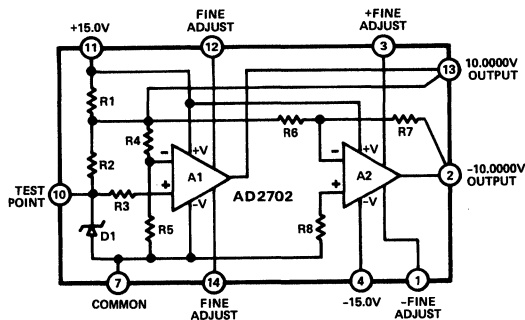 +15.0V
FINE
ADJUST
+FINE
ADJUST
11
12
3
13
10.0000V
OUTPUT
R1
R4
R6
R7
+V
+V
R2
–
–
A1
A2
2
–10.0000V
OUTPUT
TEST
POINT
10
R3
+
+
–V
–V
AD2702
D1
R5
R8
7
14
4
1
COMMON
FINE
ADJUST
–15.0V
–FINE
ADJUST